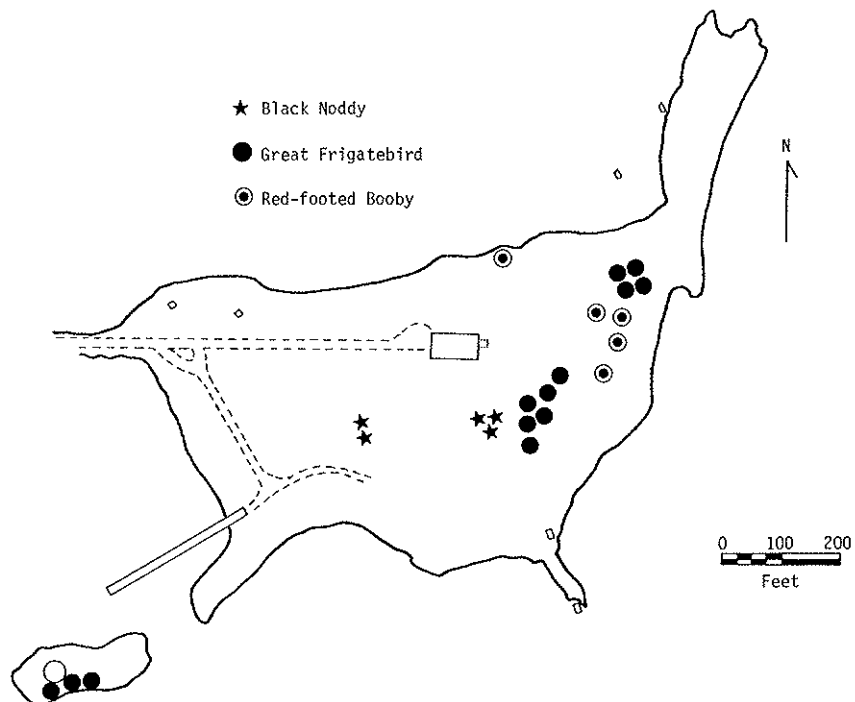 Black Noddy
Great Frigatebird
Red-footed Booby
N
0 100 200
Feet